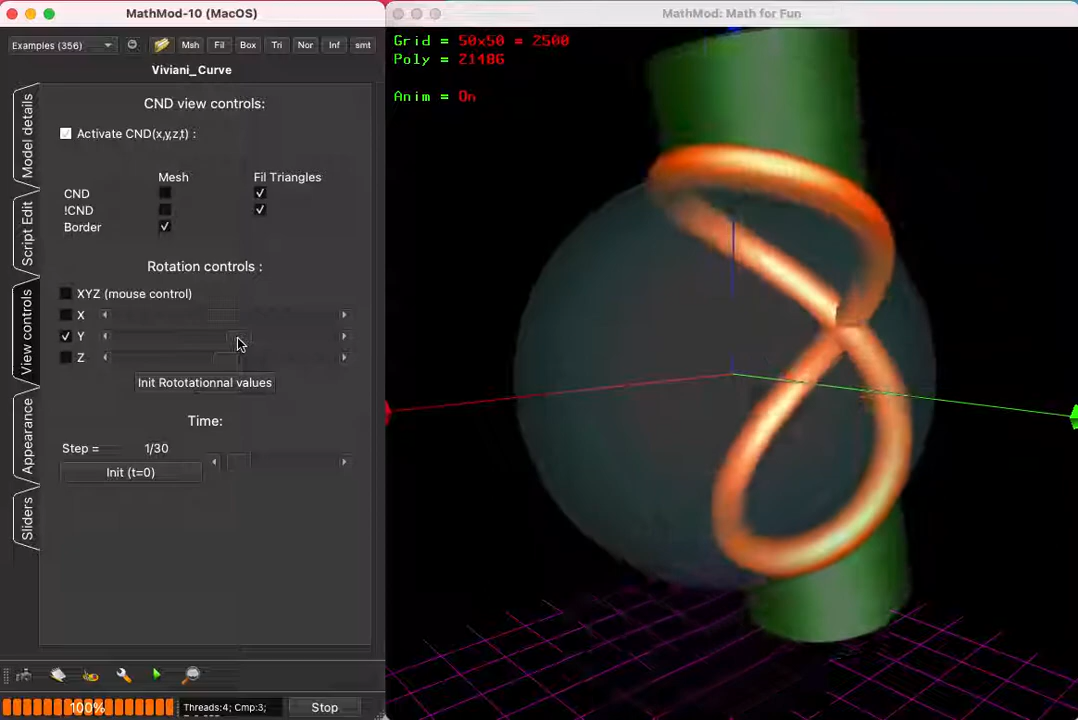 MathMod-10 (MacOS)
MathMod: Math for Fun
Examples (356)
Msh
Fil
Box
Tri
Nor
Inf
smt
Viviani_Curve
Model details
Script Edit
View controls
Appearance
Sliders
CND view controls:
Activate CND(x,y,z,t) :
Mesh
Fil Triangles
CND
!CND
Border
Rotation controls :
XYZ (mouse control)
X
Y
Z
Init Rototationnal values
Time:
Step = 1/30
Init (t=0)
100%
Threads:4; Cmp:3;
Stop
Grid = 50x50 = 2500
Poly = 21486
Anim = On